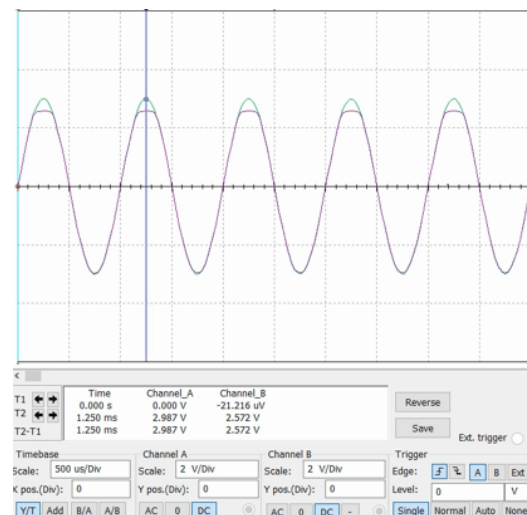 <
T1
T2
T2-T1
Time Channel_A Channel_B
0.000 s 0.000 V -21.216 uV
1.250 ms 2.987 V 2.572 V
1.250 ms 2.987 V 2.572 V
Reverse
Save
Ext. trigger
Timebase
Scale: 500 us/Div
X pos.(Div): 0
Y/T Add B/A A/B
Channel A
Scale: 2 V/Div
Y pos.(Div): 0
AC 0 DC
Channel B
Scale: 2 V/Div
Y pos.(Div): 0
AC 0 DC -
Trigger
Edge: A B Ext
Level: 0 V
Single Normal Auto None